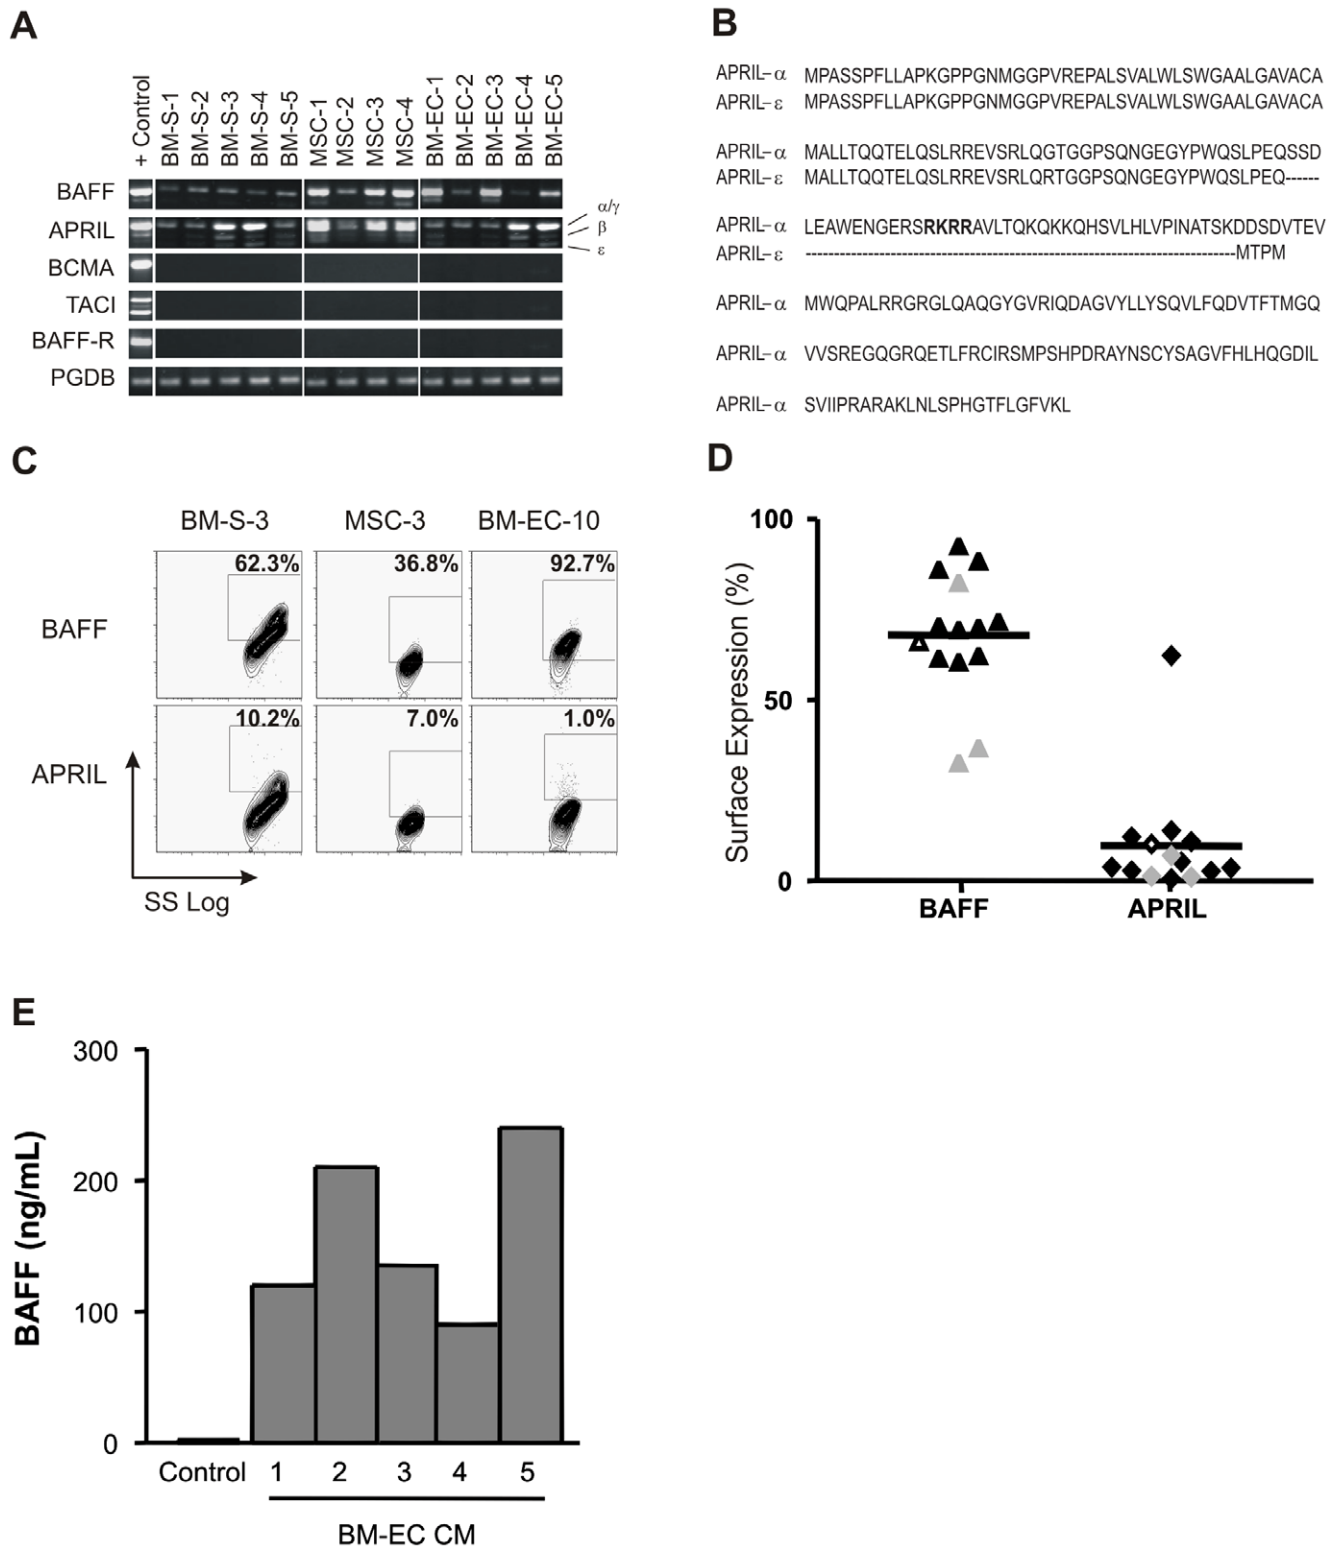 A
+ Control
BM-S-1
BM-S-2
BM-S-3
BM-S-4
BM-S-5
MSC-1
MSC-2
MSC-3
MSC-4
BM-EC-1
BM-EC-2
BM-EC-3
BM-EC-4
BM-EC-5
BAFF
APRIL
BCMA
TACI
BAFF-R
PGDB
α/γ
β
ε
B
APRIL-α MPASSPFLLAPKGPPGNMGGPVREPALSVALWLSWGAALGAVACA
APRIL-ε MPASSPFLLAPKGPPGNMGGPVREPALSVALWLSWGAALGAVACA
APRIL-α MALLTQQTELQSLRREVSRLQGTGGPSQNGEGYPWQSLPEQSSD
APRIL-ε MALLTQQTELQSLRREVSRLQRTGGPSQNGEGYPWQSLPEQ------
APRIL-α LEAWENGERSRKRRAVLTQKQKKQHSVLHLVPINATSKDDSDVTEV
APRIL-ε ---------------------------------------------------------------------------MTPM
APRIL-α MWQPALRRGRGLQAQGYGVRIQDAGVYLLYSQVLFQDVTFTMGQ
APRIL-α VVSREGQGRQETLFRCIRSMPSHPDRAYNSCYSAGVFHLHQGDIL
APRIL-α SVIIPRARAKLNLSPHGTFLGFVKL
C
BM-S-3 MSC-3 BM-EC-10
BAFF
62.3% 36.8% 92.7%
APRIL
10.2% 7.0% 1.0%
SS Log
D
Surface Expression (%)
100
50
0
BAFF APRIL
E
BAFF (ng/mL)
300
200
100
0
Control 1 2 3 4 5
BM-EC CM